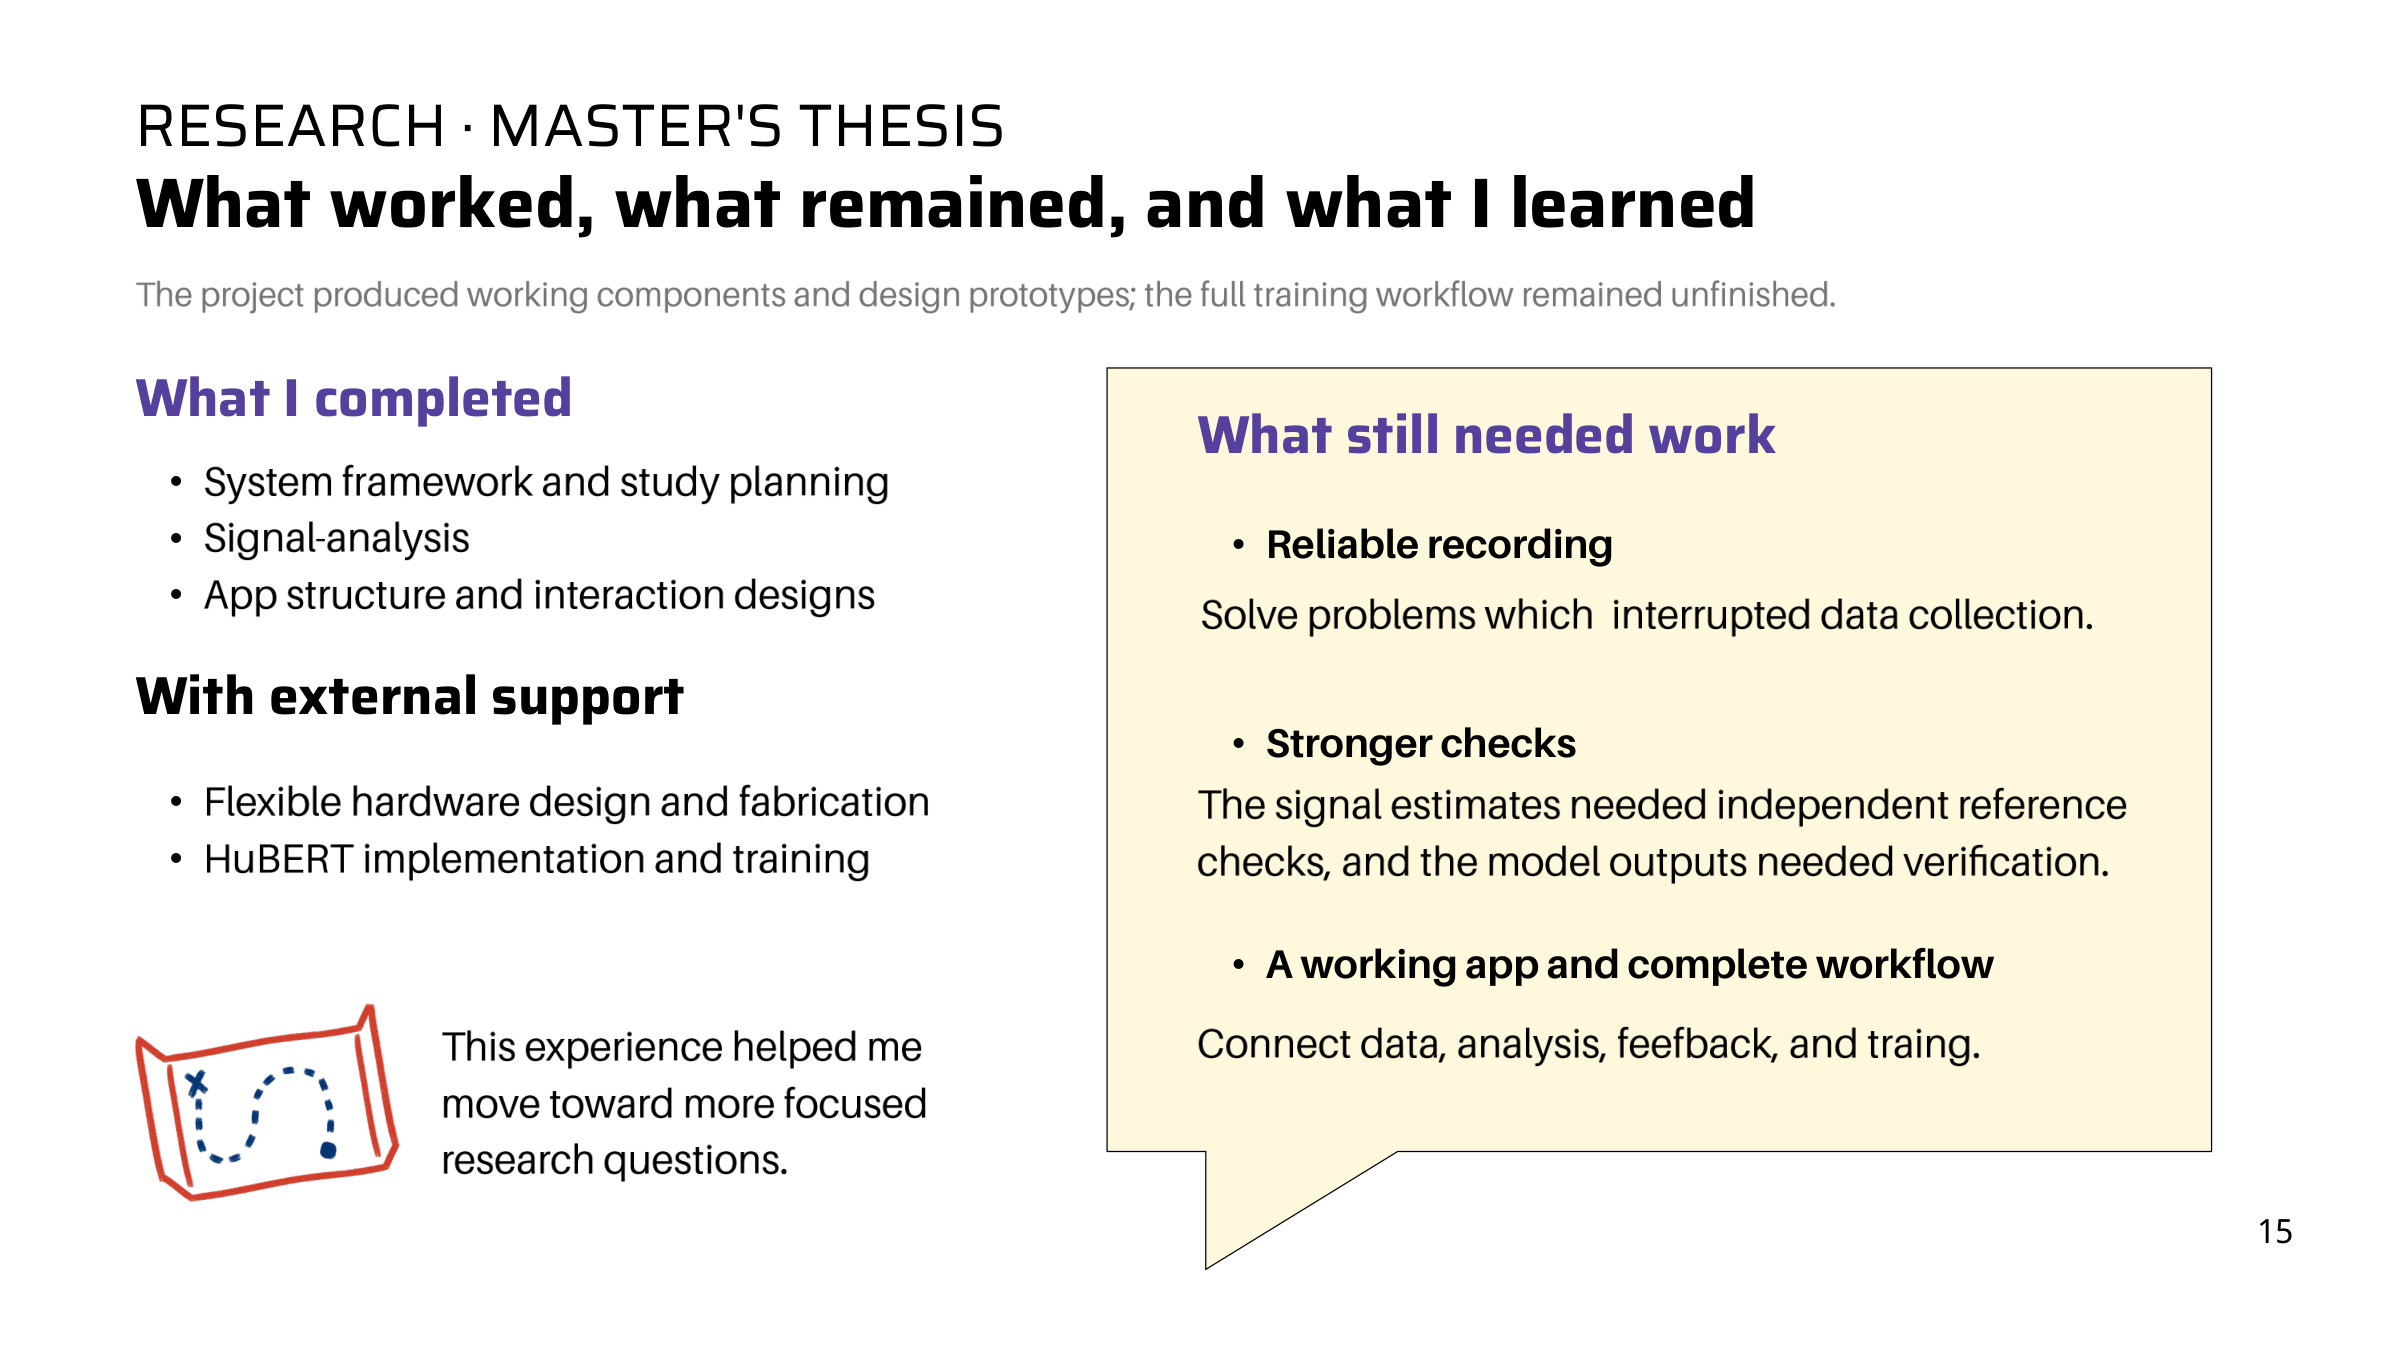 RESEARCH · MASTER'S THESIS
What worked, what remained, and what I learned
The project produced working components and design prototypes; the full training workflow remained unfinished.
What I completed
• System framework and study planning
• Signal-analysis
• App structure and interaction designs
With external support
• Flexible hardware design and fabrication
• HuBERT implementation and training
This experience helped me
move toward more focused
research questions.
What still needed work
• Reliable recording
Solve problems which  interrupted data collection.
• Stronger checks
The signal estimates needed independent reference
checks, and the model outputs needed verification.
• A working app and complete workflow
Connect data, analysis, feefback, and traing.
15